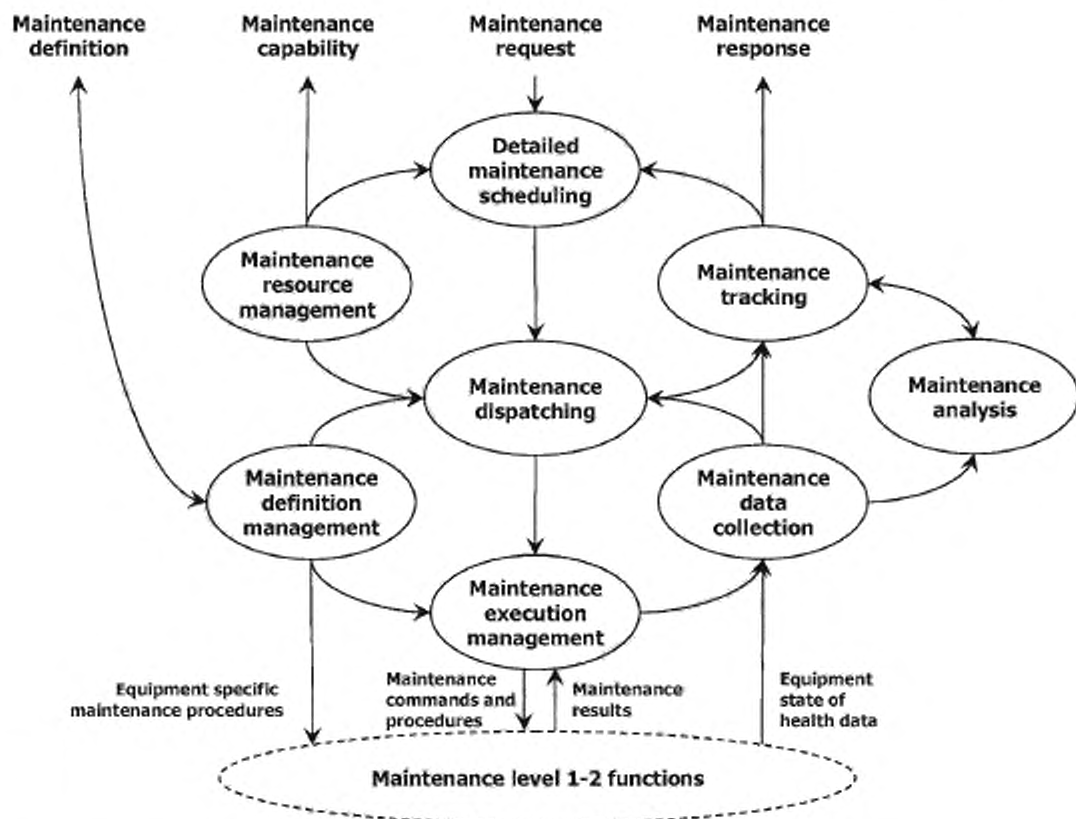 Maintenance
definition
Maintenance
capability
Maintenance
request
Maintenance
response
Detailed
maintenance
scheduling
Maintenance
resource
management
Maintenance
tracking
Maintenance
dispatching
Maintenance
analysis
Maintenance
definition
management
Maintenance
data
collection
Maintenance
execution
management
Equipment specific
maintenance procedures
Maintenance
commands and
procedures
Maintenance
results
Equipment
state of
health data
Maintenance level 1-2 functions